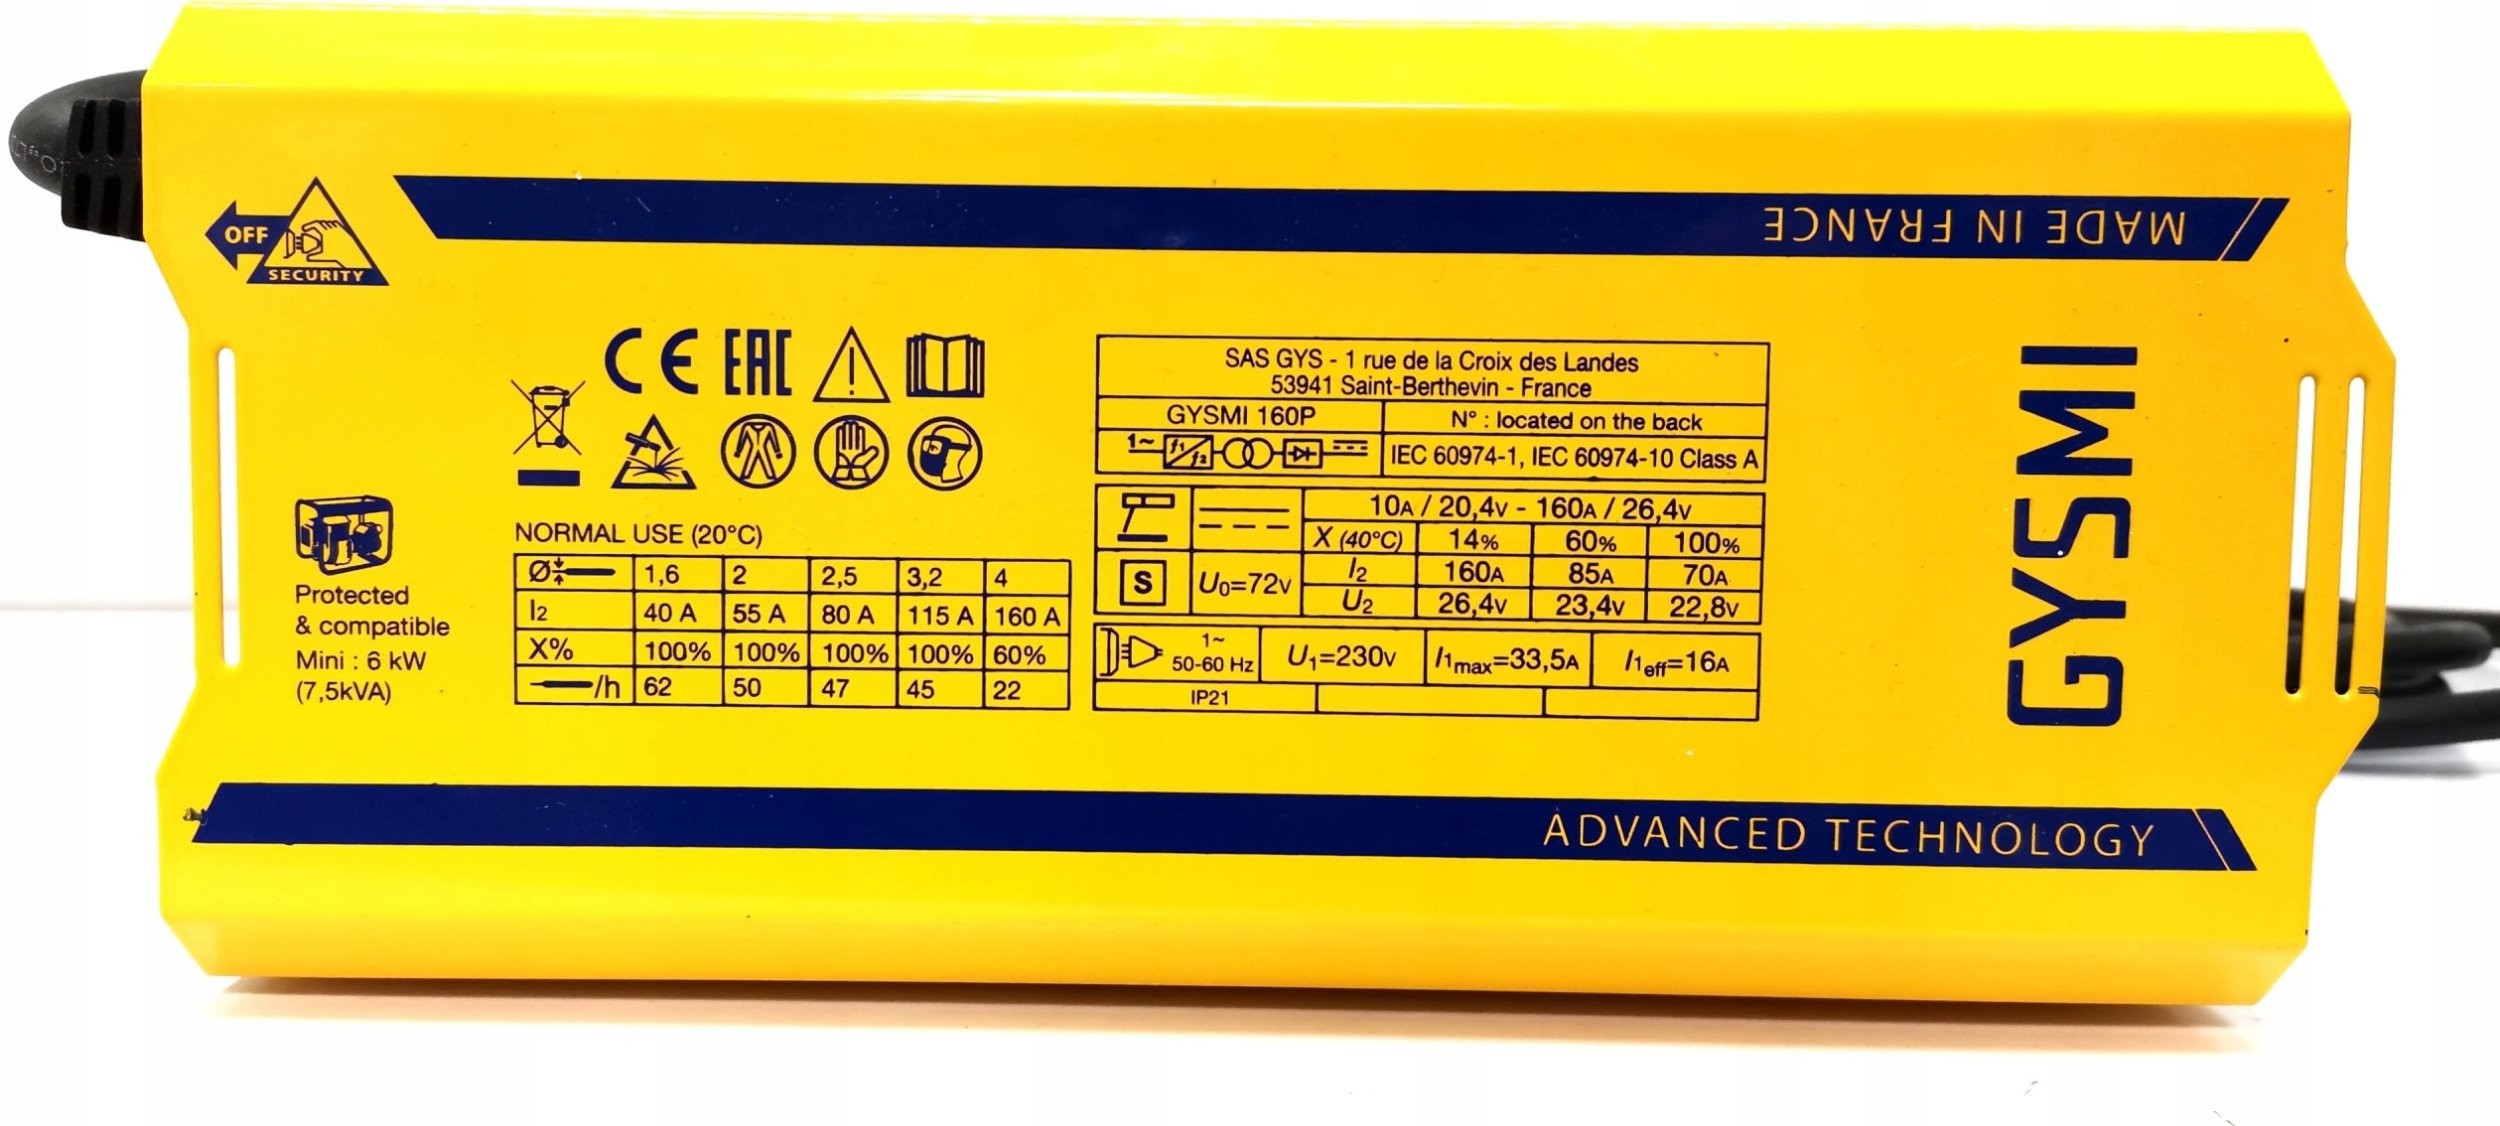 MADE IN FRANCE
OFF
SECURITY
CE EAC
SAS GYS - 1 rue de la Croix des Landes
53941 Saint-Berthevin - France
GYSMI 160P N° : located on the back
1~ f1 f2 IEC 60974-1, IEC 60974-10 Class A
10A / 20,4V - 160A / 26,4V
X (40°C) 14% 60% 100%
S U0=72V I2 160A 85A 70A
U2 26,4V 23,4V 22,8V
1~ 50-60 Hz U1=230V I1max=33,5A I1eff=16A
IP21
NORMAL USE (20°C)
Ø 1,6 2 2,5 3,2 4
I2 40 A 55 A 80 A 115 A 160 A
X% 100% 100% 100% 100% 60%
/h 62 50 47 45 22
Protected
& compatible
Mini : 6 kW
(7,5kVA)
GYSMI
ADVANCED TECHNOLOGY